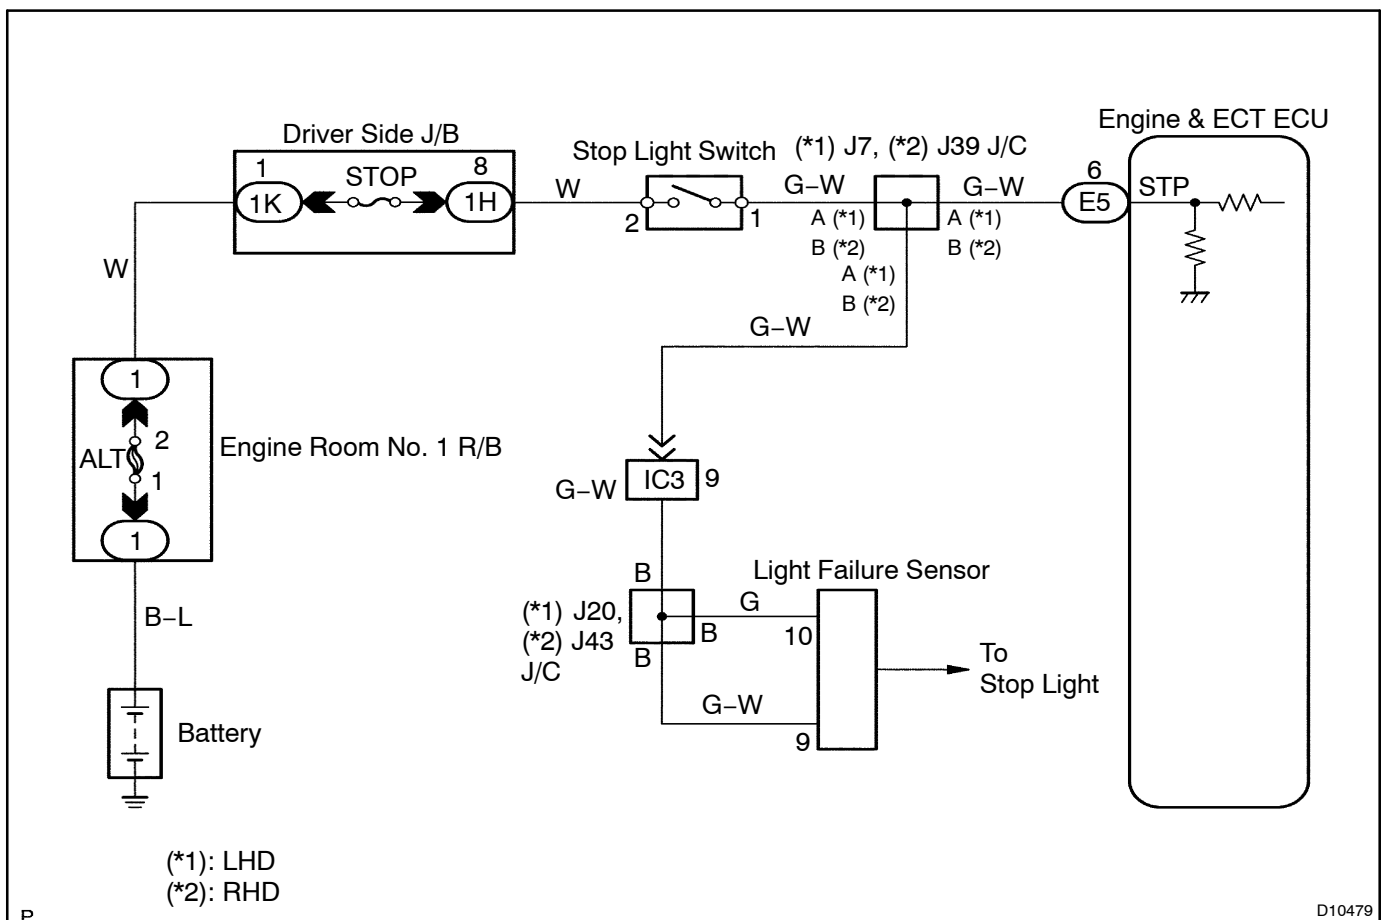 Driver Side J/B
1
STOP
8
1K
1H
W
Stop Light Switch
2
1
(*1) J7, (*2) J39 J/C
G−W
G−W
A (*1)
B (*2)
A (*1)
B (*2)
A (*1)
B (*2)
Engine & ECT ECU
6
E5
STP
W
G−W
1
ALT
2
1
1
Engine Room No. 1 R/B
IC3
9
G−W
B
(*1) J20,
(*2) J43
J/C
B
B
G
G−W
Light Failure Sensor
10
9
To
Stop Light
B−L
Battery
(*1): LHD
(*2): RHD
P
D10479